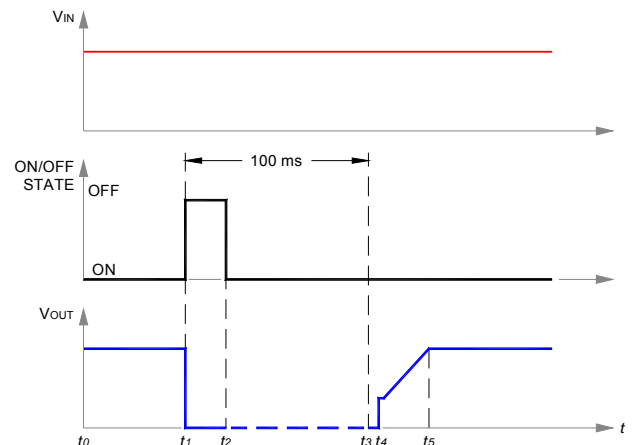 VIN
100 ms
ON/OFF
STATE
OFF
ON
VOUT
t0 t1 t2 t3 t4 t5 t